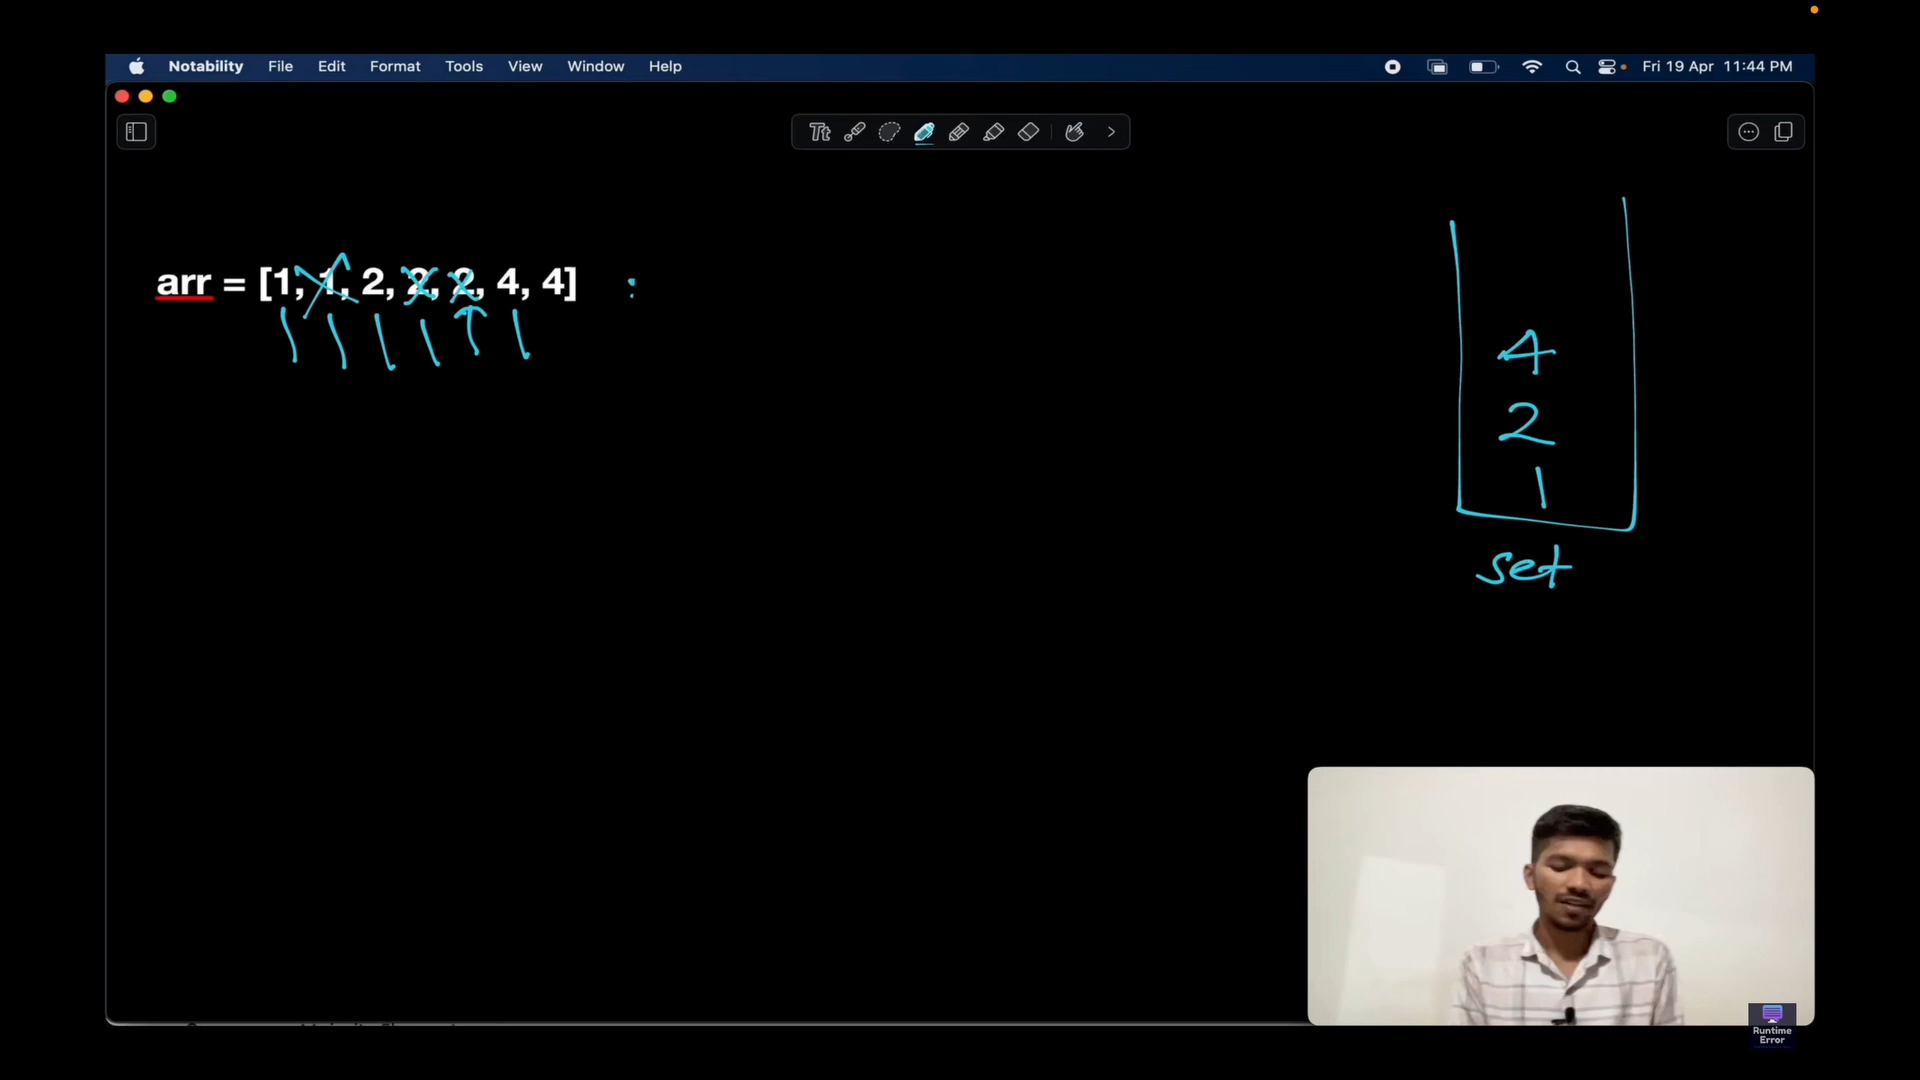 Notability File Edit Format Tools View Window Help Fri 19 Apr 11:44 PM
Tt
arr = [1, 1, 2, 2, 2, 4, 4] :
4
2
1
set
Runtime
Error